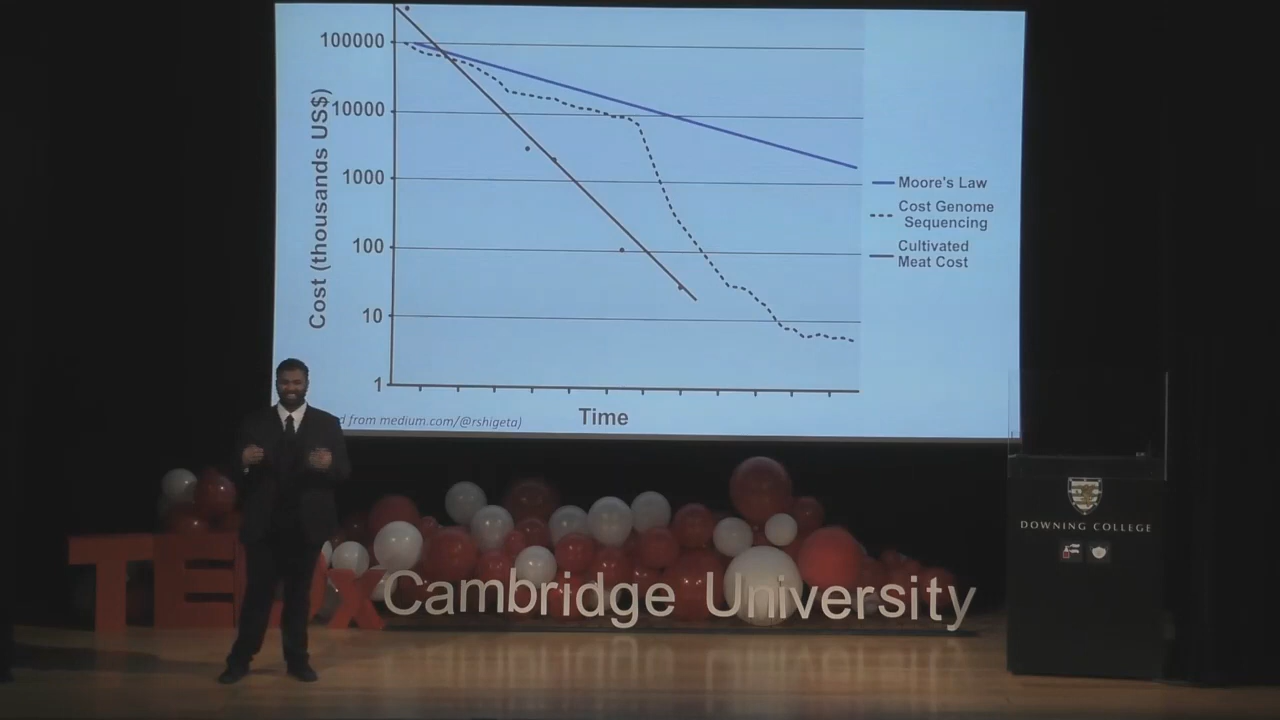 Cost (thousands US$)
100000
10000
1000
100
10
1
Time
Moore's Law
Cost Genome
Sequencing
Cultivated
Meat Cost
from medium.com/@rshigeta)
TEDx Cambridge University
DOWNING COLLEGE